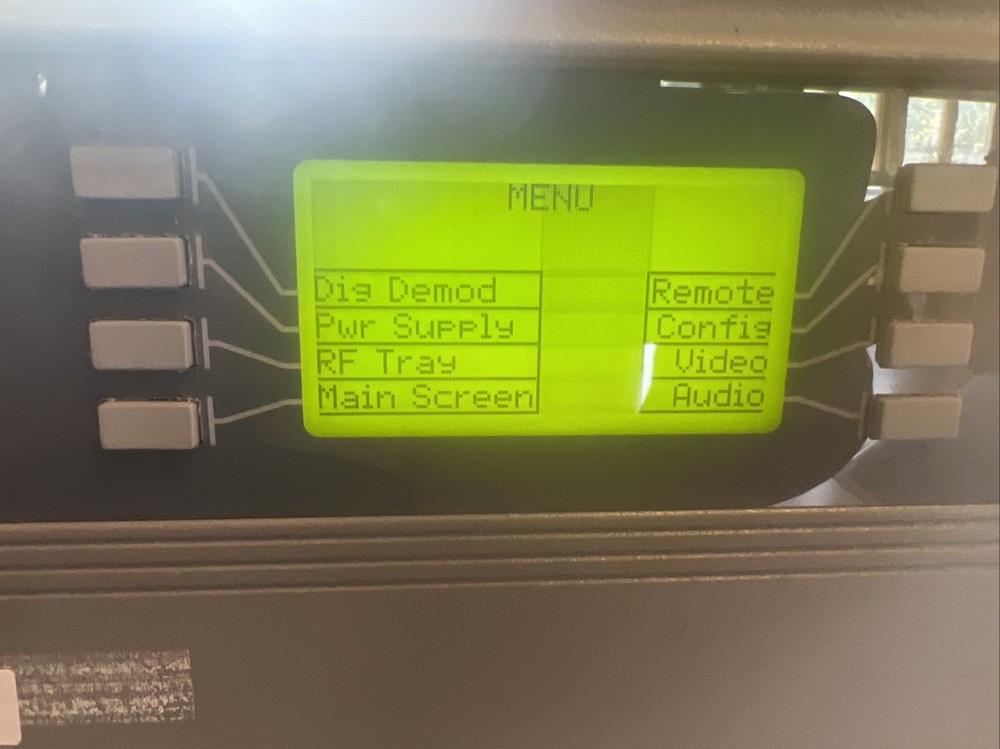 MENU
Dig Demod
Remote
Pwr Supply
Config
RF Tray
Video
Main Screen
Audio